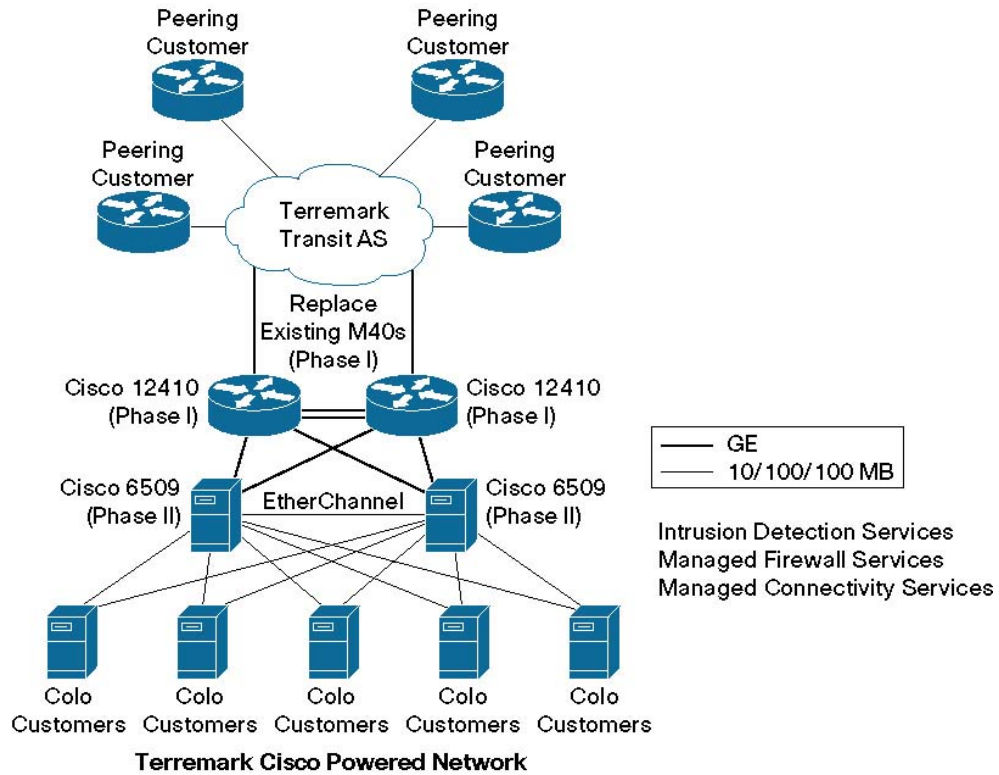 Peering
Customer
Peering
Customer
Peering
Customer
Peering
Customer
Terremark
Transit AS
Replace
Existing M40s
(Phase I)
Cisco 12410
(Phase I)
Cisco 12410
(Phase I)
GE
10/100/100 MB
Cisco 6509
(Phase II)
EtherChannel
Cisco 6509
(Phase II)
Intrusion Detection Services
Managed Firewall Services
Managed Connectivity Services
Colo
Customers
Colo
Customers
Colo
Customers
Colo
Customers
Colo
Customers
Terremark Cisco Powered Network